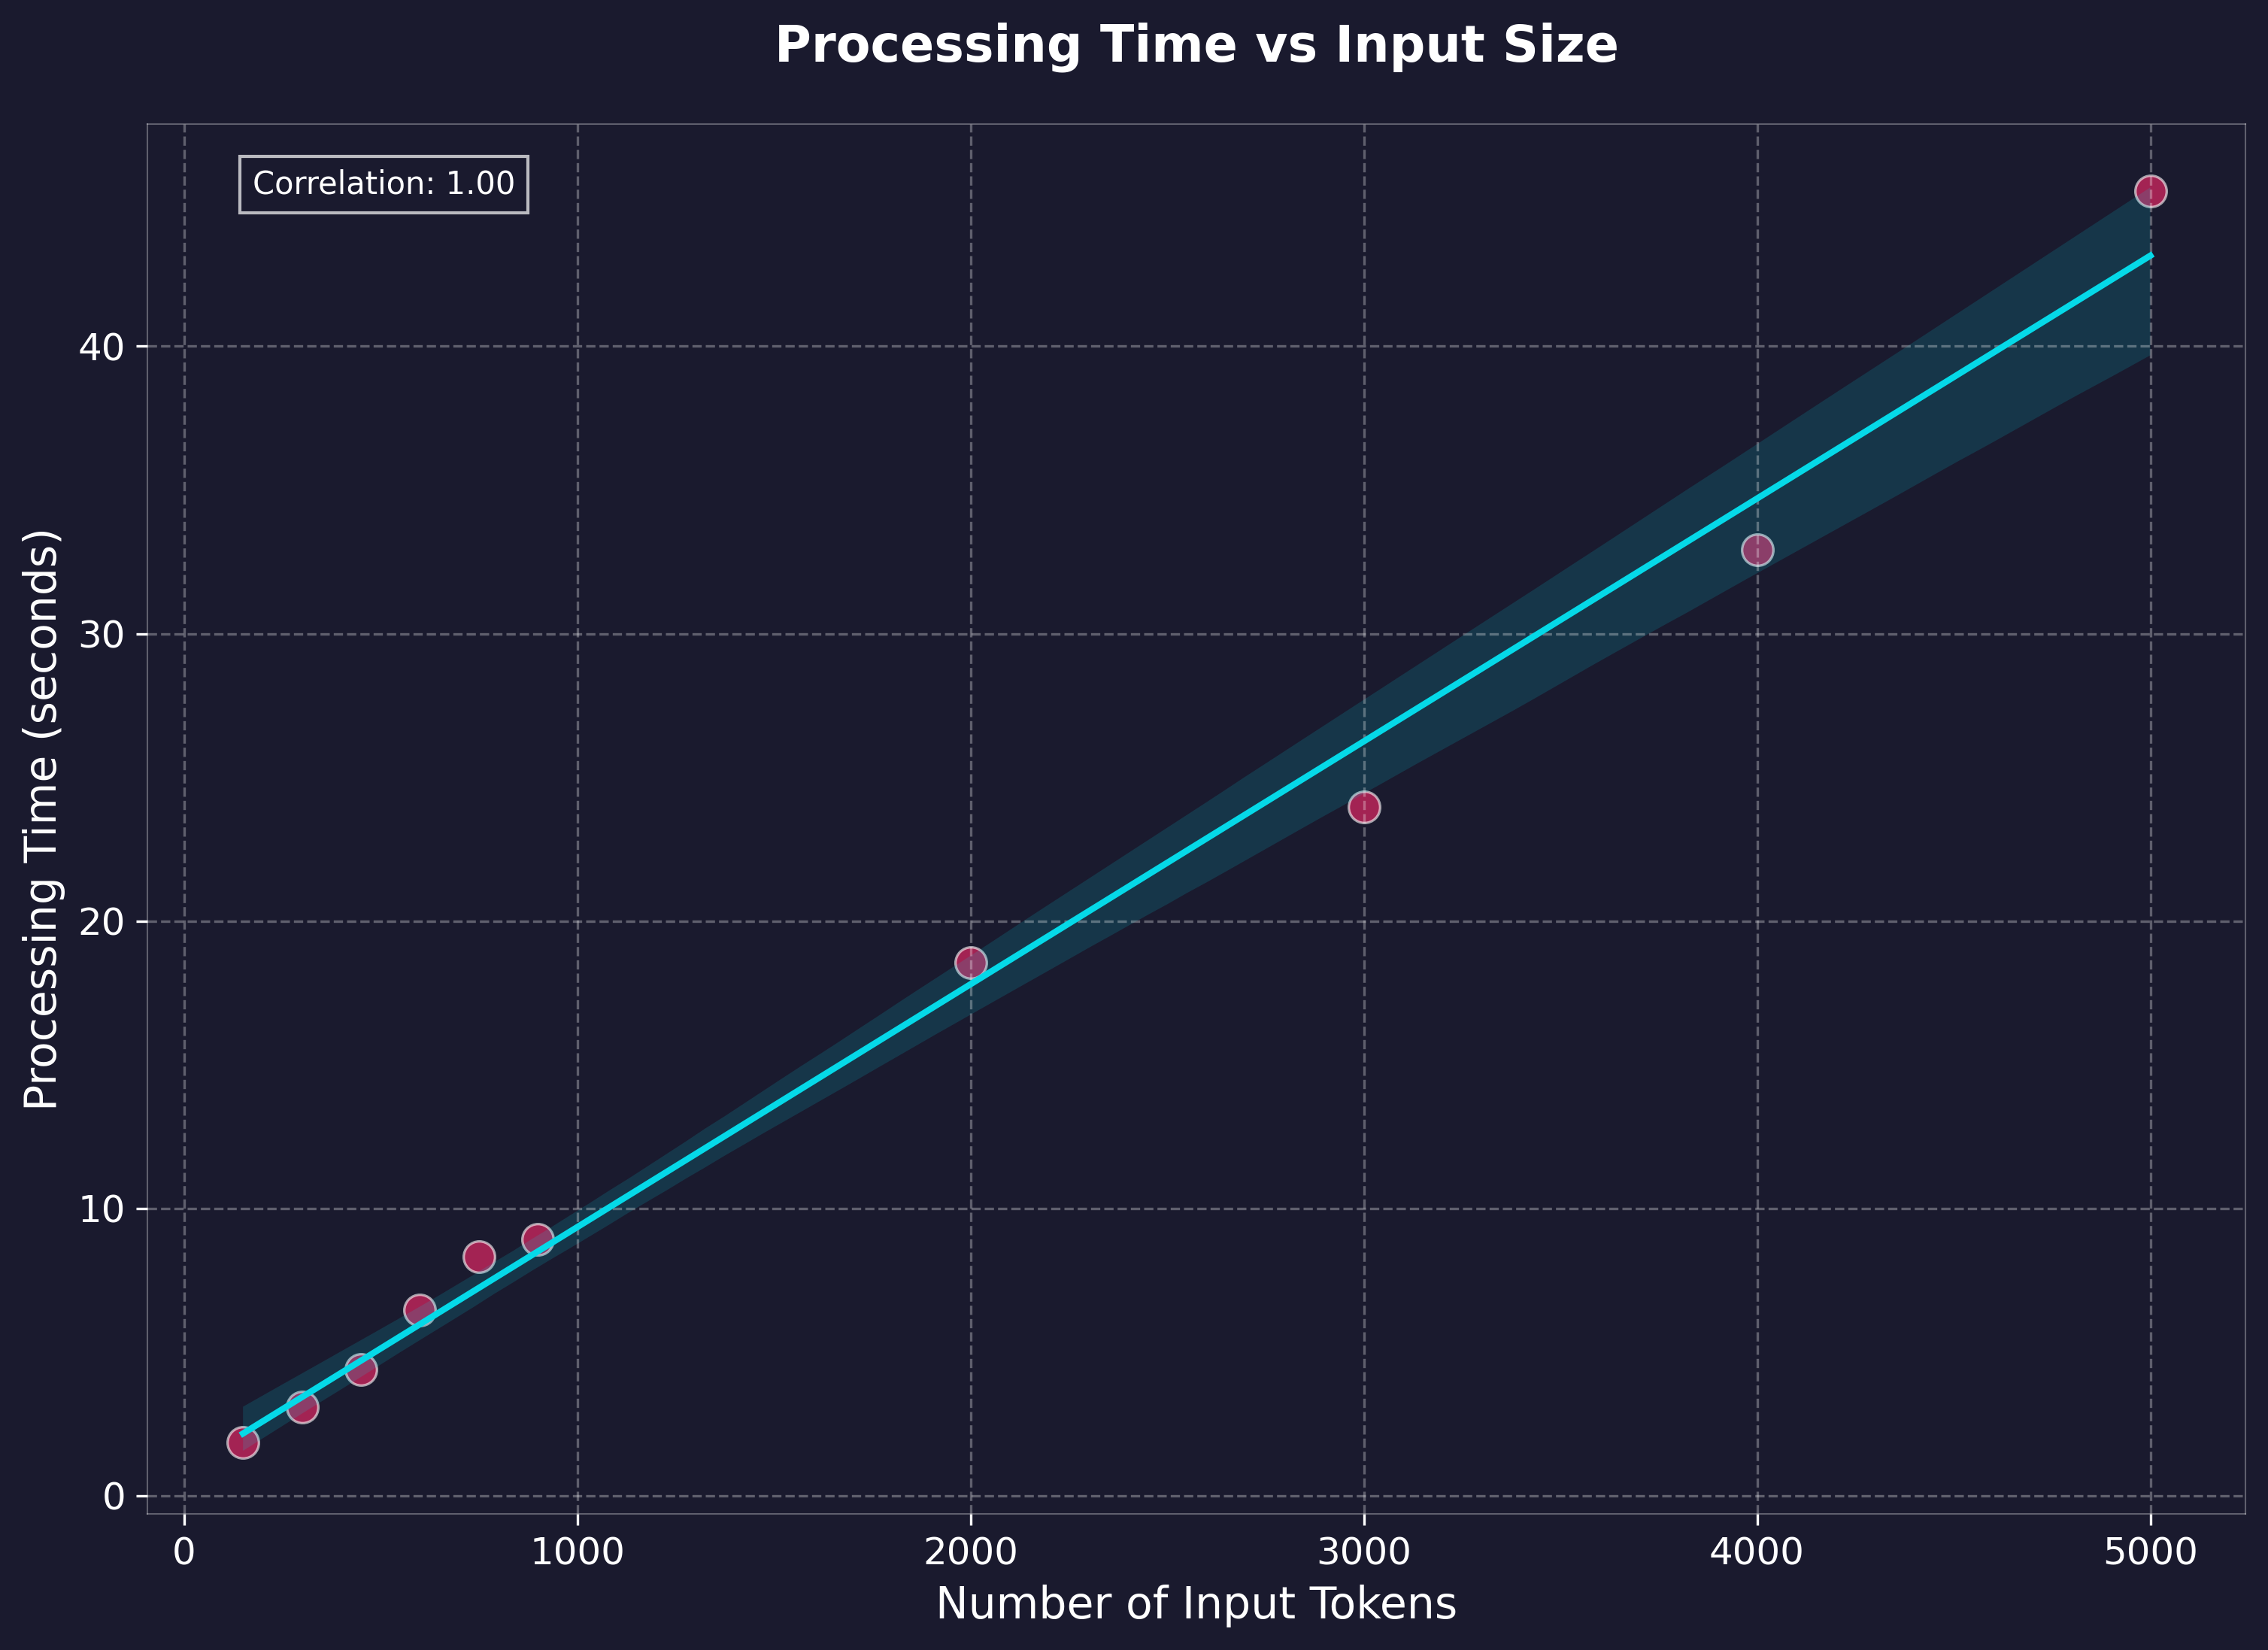 Processing Time vs Input Size
Correlation: 1.00
Processing Time (seconds)
40
30
20
10
0
0 1000 2000 3000 4000 5000
Number of Input Tokens